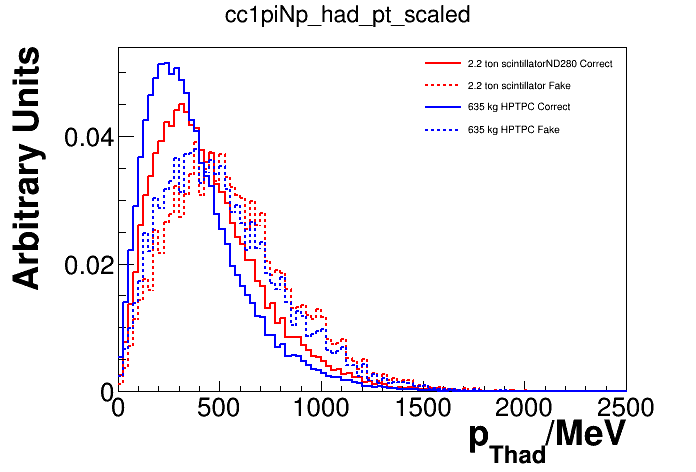 cc1piNp_had_pt_scaled
Arbitrary Units
2.2 ton scintillatorND280 Correct
2.2 ton scintillator Fake
635 kg HPTPC Correct
635 kg HPTPC Fake
0.04
0.02
0
0 500 1000 1500 2000 2500
pThad/MeV